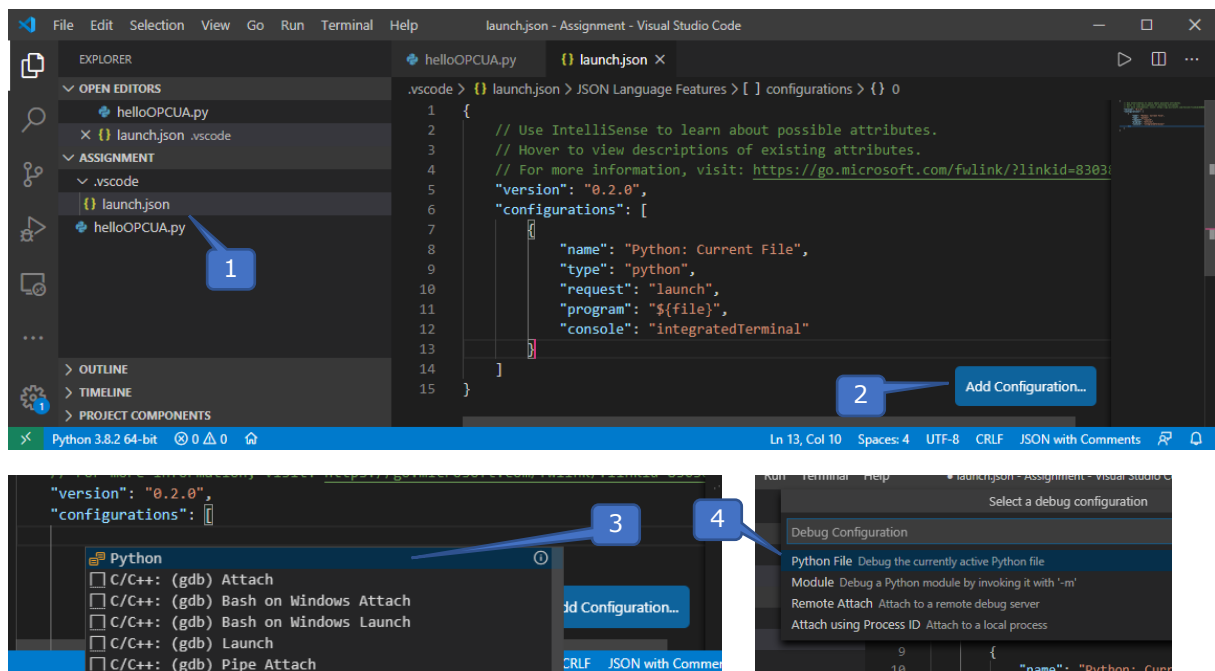 File Edit Selection View Go Run Terminal Help launch.json - Assignment - Visual Studio Code
EXPLORER
OPEN EDITORS
helloOPCUA.py
{} launch.json .vscode
ASSIGNMENT
.vscode
{} launch.json
helloOPCUA.py
1
OUTLINE
TIMELINE
PROJECT COMPONENTS
1
helloOPCUA.py {} launch.json
.vscode > {} launch.json > JSON Language Features > [ ] configurations > {} 0
1 {
2 // Use IntelliSense to learn about possible attributes.
3 // Hover to view descriptions of existing attributes.
4 // For more information, visit: https://go.microsoft.com/fwlink/?linkid=8303
5 "version": "0.2.0",
6 "configurations": [
7 {
8 "name": "Python: Current File",
9 "type": "python",
10 "request": "launch",
11 "program": "${file}",
12 "console": "integratedTerminal"
13 }
14 ]
15 }
2
Add Configuration...
Python 3.8.2 64-bit 0 0 Ln 13, Col 10 Spaces: 4 UTF-8 CRLF JSON with Comments
"version": "0.2.0",
"configurations": [
3
Python
C/C++: (gdb) Attach
C/C++: (gdb) Bash on Windows Attach
C/C++: (gdb) Bash on Windows Launch
C/C++: (gdb) Launch
C/C++: (gdb) Pipe Attach
dd Configuration...
CRLF JSON with Commen
4
Run Terminal Help launch.json - Assignment - Visual Studio C
Select a debug configuration
Debug Configuration
Python File Debug the currently active Python file
Module Debug a Python module by invoking it with '-m'
Remote Attach Attach to a remote debug server
Attach using Process ID Attach to a local process
9 {
10 "name": "Python: Curr